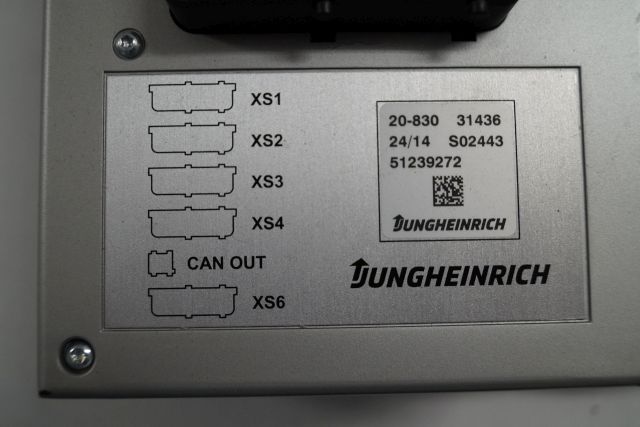 XS1
XS2
XS3
XS4
CAN OUT
XS6
20-830 31436
24/14 S02443
51239272
JUNGHEINRICH
JUNGHEINRICH